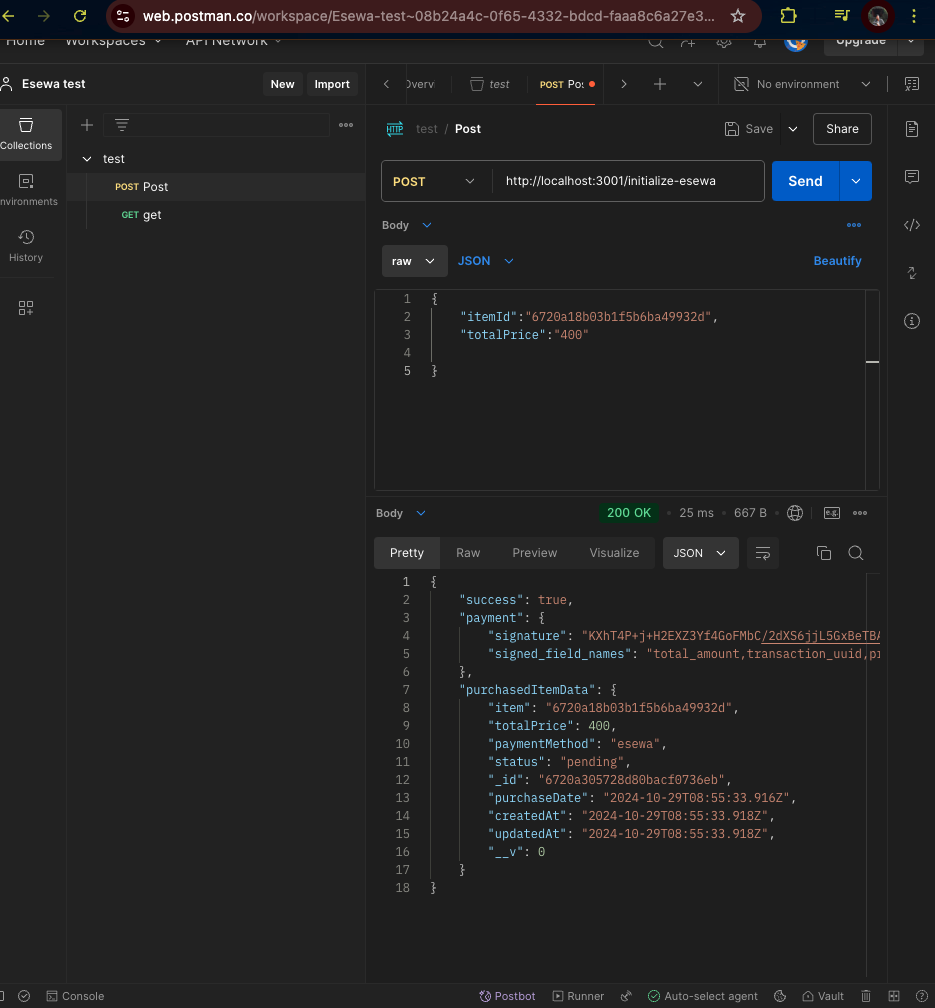 web.postman.co/workspace/Esewa-test~08b24a4c-0f65-4332-bdcd-faaa8c6a27e3...
Home Workspaces API Network Upgrade
Esewa test New Import
Overvi test POST Pos No environment
Collections
test
POST Post
GET get
nvironments
History
HTTP test / Post Save Share
POST http://localhost:3001/initialize-esewa Send
Body
raw JSON Beautify
1 {
2 "itemId":"6720a18b03b1f5b6ba49932d",
3 "totalPrice":"400"
4
5 }
Body 200 OK 25 ms 667 B e.g.
Pretty Raw Preview Visualize JSON
1 {
2 "success": true,
3 "payment": {
4 "signature": "KXhT4P+j+H2EXZ3Yf4GoFMbC/2dXS6jjL5GxBeTBA
5 "signed_field_names": "total_amount,transaction_uuid,pr
6 },
7 "purchasedItemData": {
8 "item": "6720a18b03b1f5b6ba49932d",
9 "totalPrice": 400,
10 "paymentMethod": "esewa",
11 "status": "pending",
12 "_id": "6720a305728d80bacf0736eb",
13 "purchaseDate": "2024-10-29T08:55:33.916Z",
14 "createdAt": "2024-10-29T08:55:33.918Z",
15 "updatedAt": "2024-10-29T08:55:33.918Z",
16 "__v": 0
17 }
18 }
Console Postbot Runner Auto-select agent Vault